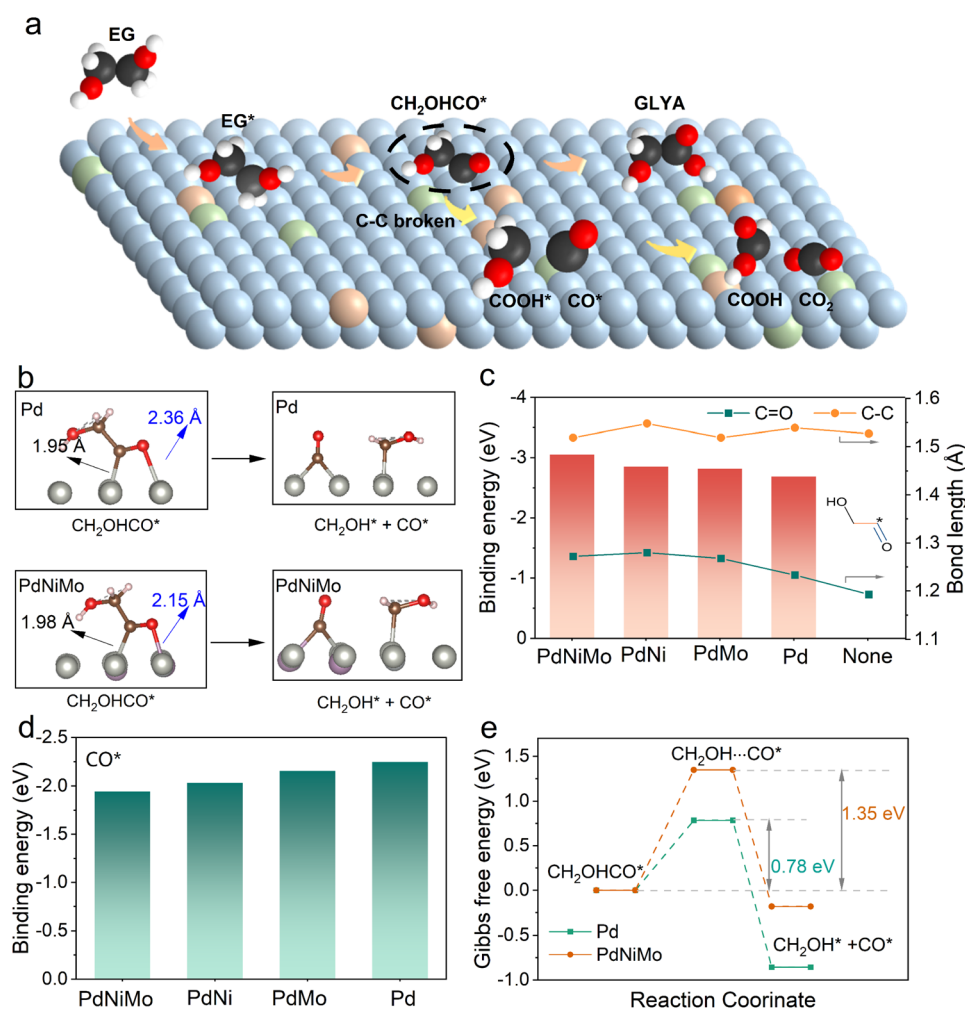 a
EG
EG*
CH₂OHCO*
GLYA
C-C broken
COOH*
CO*
COOH
CO₂
b
Pd
2.36 Å
1.95 Å
CH₂OHCO*
Pd
CH₂OH* + CO*
PdNiMo
2.15 Å
1.98 Å
CH₂OHCO*
PdNiMo
CH₂OH* + CO*
c
Binding energy (eV)
-4
-3
-2
-1
0
C=O
C-C
HO
*
O
1.6
1.5
1.4
1.3
1.2
1.1
Bond length (Å)
PdNiMo
PdNi
PdMo
Pd
None
d
Binding energy (eV)
-2.5
-2.0
-1.5
-1.0
-0.5
0.0
CO*
PdNiMo
PdNi
PdMo
Pd
e
Gibbs free energy (eV)
1.5
1.0
0.5
0.0
-0.5
-1.0
CH₂OH···CO*
1.35 eV
0.78 eV
CH₂OHCO*
CH₂OH* +CO*
Pd
PdNiMo
Reaction Coorinate